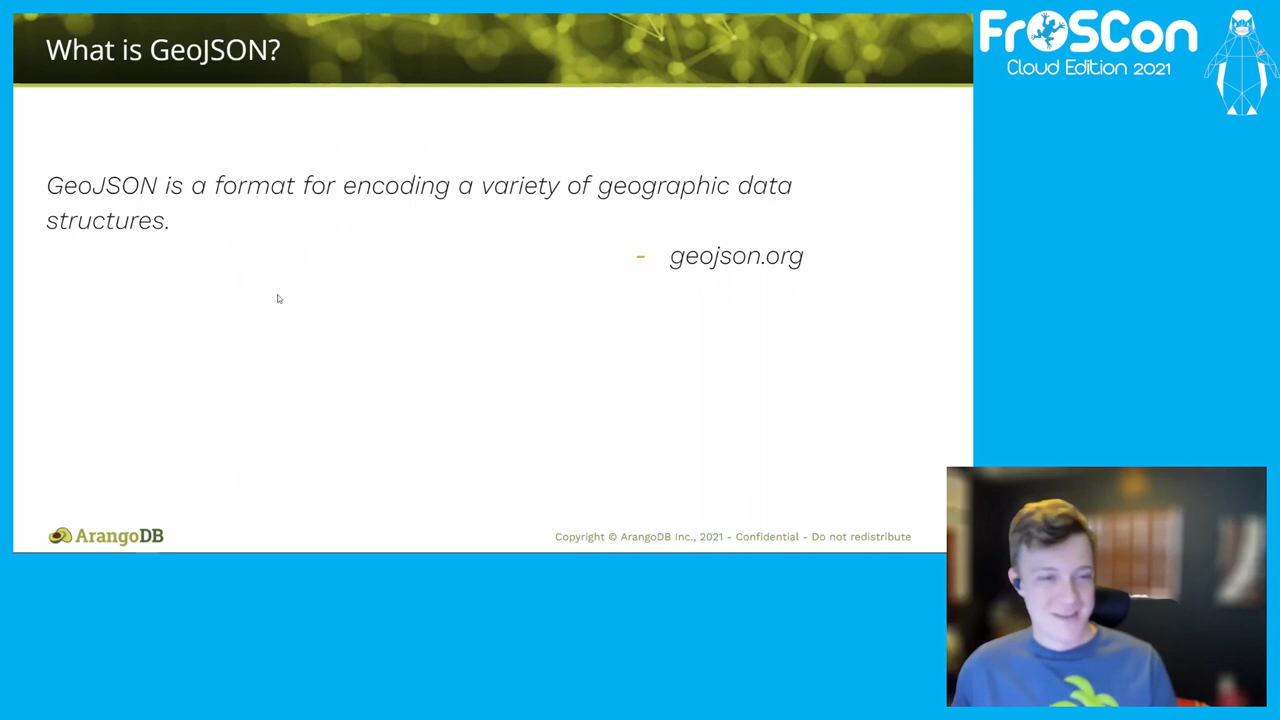 What is GeoJSON?
FrOSCon
Cloud Edition 2021
GeoJSON is a format for encoding a variety of geographic data
structures.
- geojson.org
ArangoDB
Copyright © ArangoDB Inc., 2021 - Confidential - Do not redistribute